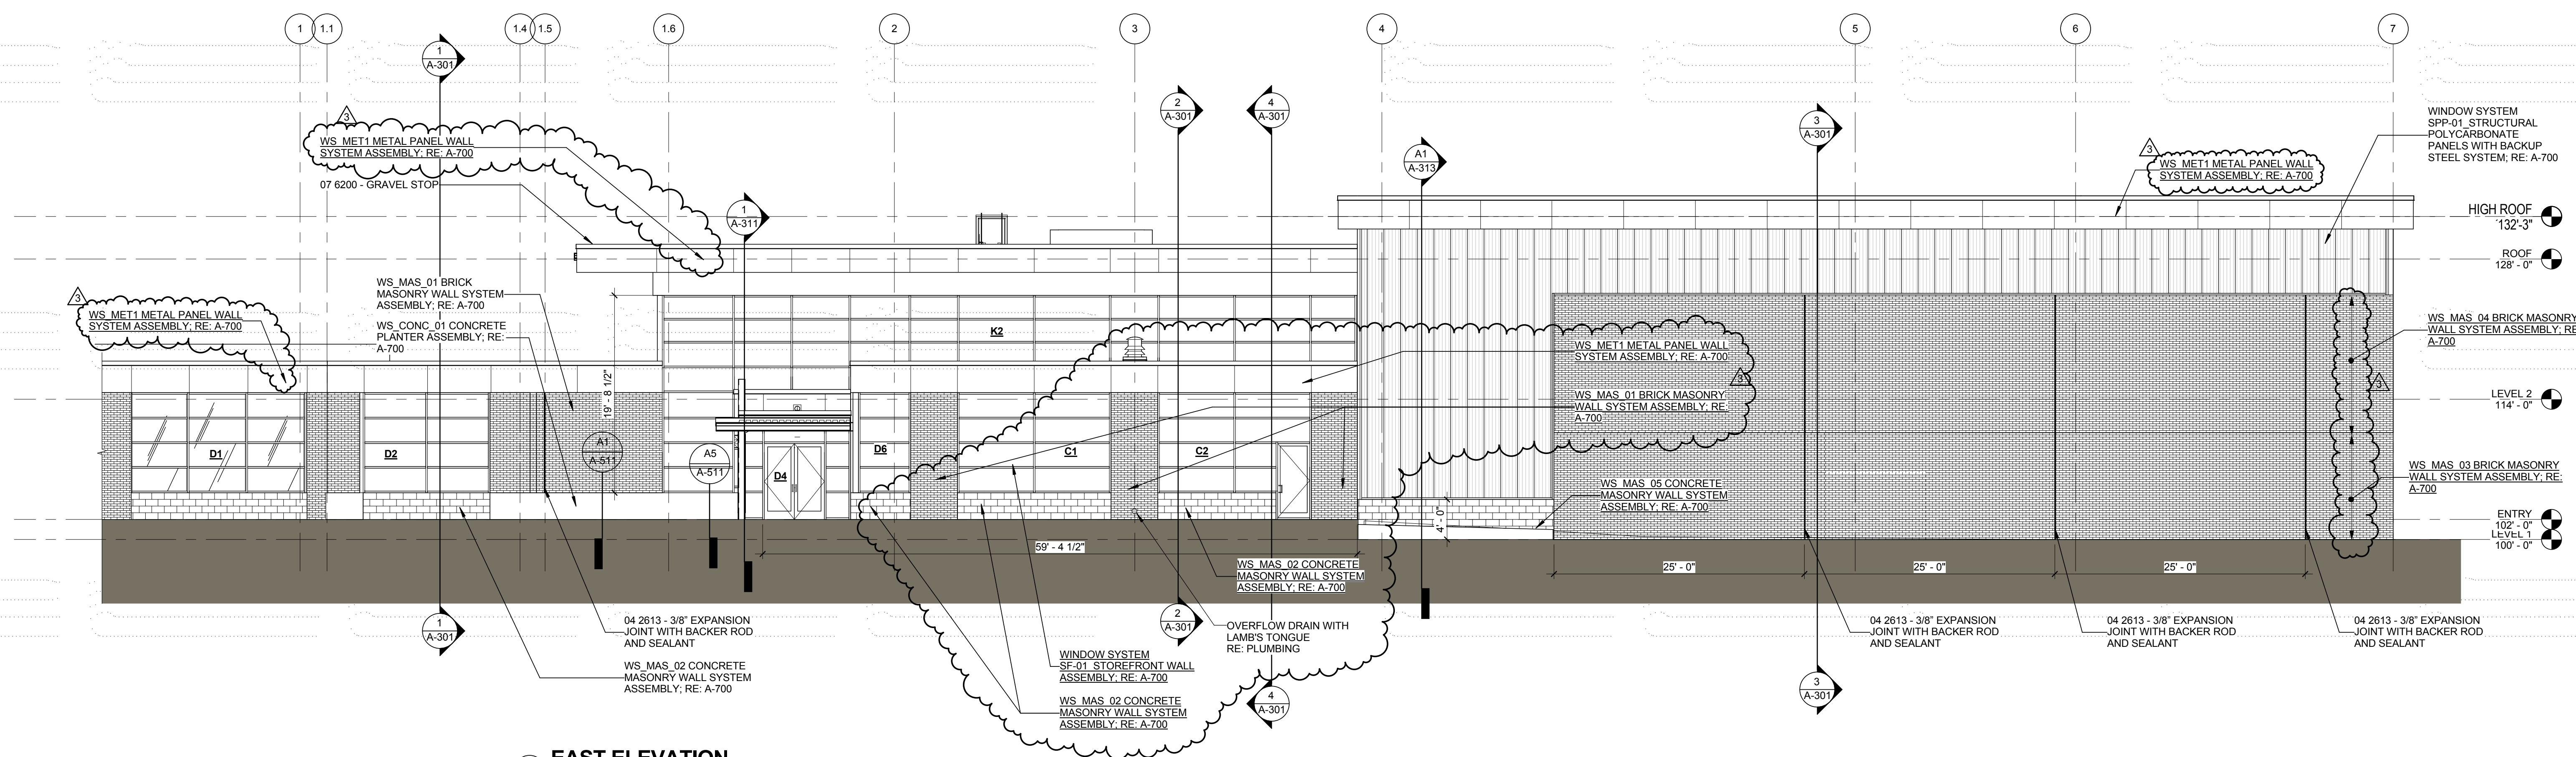 1
1.1
1.4
1.5
1.6
2
3
4
5
6
7
1
A-301
2
A-301
4
A-301
3
A-301
A1
A-313
1
A-311
3
WS_MET1 METAL PANEL WALL
SYSTEM ASSEMBLY; RE: A-700
07 6200 - GRAVEL STOP
3
WS_MET1 METAL PANEL WALL
SYSTEM ASSEMBLY; RE: A-700
WINDOW SYSTEM
SPP-01_STRUCTURAL
POLYCARBONATE
PANELS WITH BACKUP
STEEL SYSTEM; RE: A-700
HIGH ROOF
132'-3"
ROOF
128' - 0"
WS_MAS_01 BRICK
MASONRY WALL SYSTEM
ASSEMBLY; RE: A-700
WS_CONC_01 CONCRETE
PLANTER ASSEMBLY; RE:
A-700
3
WS_MET1 METAL PANEL WALL
SYSTEM ASSEMBLY; RE: A-700
19' - 8 1/2"
K2
WS_MET1 METAL PANEL WALL
SYSTEM ASSEMBLY; RE: A-700
3
WS_MAS_01 BRICK MASONRY
WALL SYSTEM ASSEMBLY; RE:
A-700
WS_MAS_04 BRICK MASONRY
WALL SYSTEM ASSEMBLY; RE
A-700
3
LEVEL 2
114' - 0"
D1
D2
A1
A-511
A5
A-511
D4
D6
C1
C2
WS_MAS_05 CONCRETE
MASONRY WALL SYSTEM
ASSEMBLY; RE: A-700
WS_MAS_03 BRICK MASONRY
WALL SYSTEM ASSEMBLY; RE:
A-700
4' - 0"
ENTRY
102' - 0"
LEVEL 1
100' - 0"
59' - 4 1/2"
25' - 0"
25' - 0"
25' - 0"
WS_MAS_02 CONCRETE
MASONRY WALL SYSTEM
ASSEMBLY; RE: A-700
1
A-301
04 2613 - 3/8" EXPANSION
JOINT WITH BACKER ROD
AND SEALANT
WS_MAS_02 CONCRETE
MASONRY WALL SYSTEM
ASSEMBLY; RE: A-700
2
A-301
OVERFLOW DRAIN WITH
LAMB'S TONGUE
RE: PLUMBING
WINDOW SYSTEM
SF-01_STOREFRONT WALL
ASSEMBLY; RE: A-700
WS_MAS_02 CONCRETE
MASONRY WALL SYSTEM
ASSEMBLY; RE: A-700
4
A-301
3
A-301
04 2613 - 3/8" EXPANSION
JOINT WITH BACKER ROD
AND SEALANT
04 2613 - 3/8" EXPANSION
JOINT WITH BACKER ROD
AND SEALANT
04 2613 - 3/8" EXPANSION
JOINT WITH BACKER ROD
AND SEALANT
EAST ELEVATION